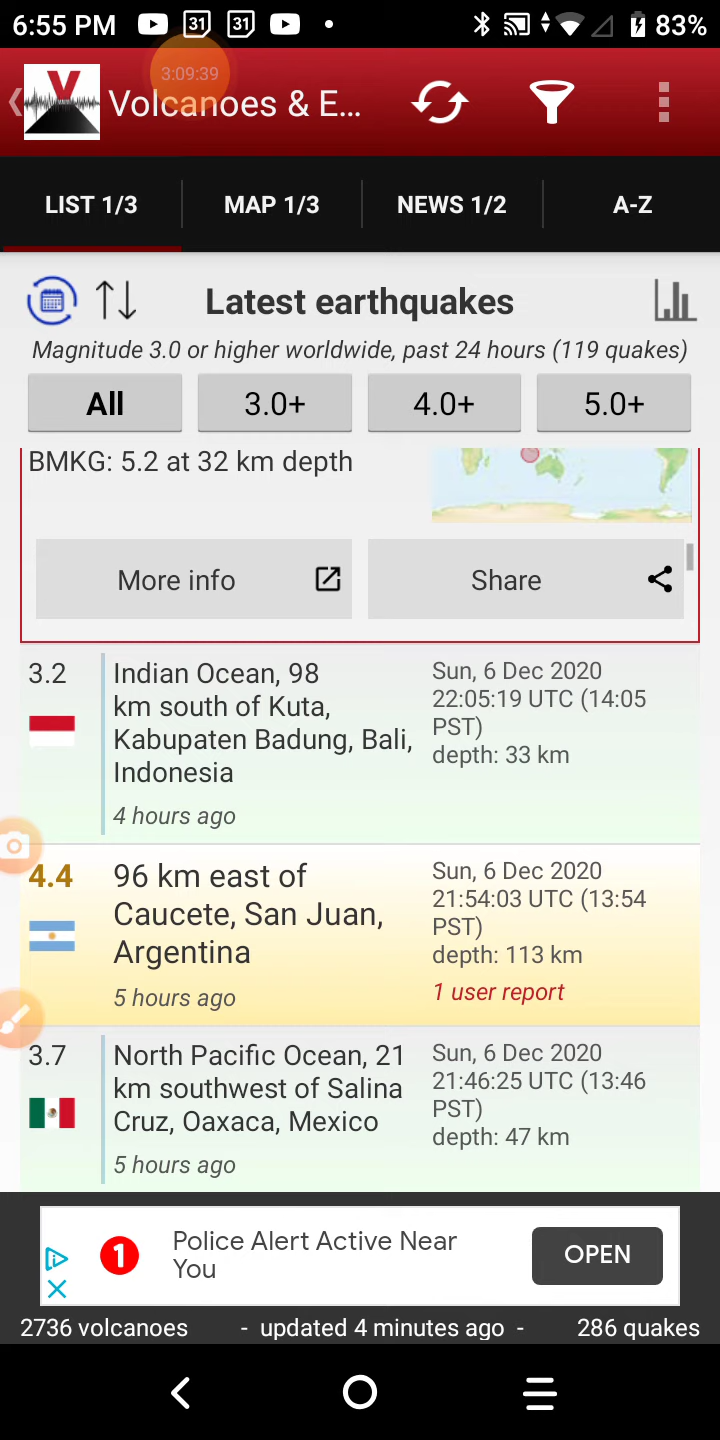 6:55 PM 31 31 83%
3:09:39
Volcanoes & E...
LIST 1/3 MAP 1/3 NEWS 1/2 A-Z
Latest earthquakes
Magnitude 3.0 or higher worldwide, past 24 hours (119 quakes)
All 3.0+ 4.0+ 5.0+
BMKG: 5.2 at 32 km depth
More info Share
3.2
Indian Ocean, 98
km south of Kuta,
Kabupaten Badung, Bali,
Indonesia
4 hours ago
Sun, 6 Dec 2020
22:05:19 UTC (14:05
PST)
depth: 33 km
4.4
96 km east of
Caucete, San Juan,
Argentina
5 hours ago
Sun, 6 Dec 2020
21:54:03 UTC (13:54
PST)
depth: 113 km
1 user report
3.7
North Pacific Ocean, 21
km southwest of Salina
Cruz, Oaxaca, Mexico
5 hours ago
Sun, 6 Dec 2020
21:46:25 UTC (13:46
PST)
depth: 47 km
1
Police Alert Active Near
You
OPEN
2736 volcanoes - updated 4 minutes ago - 286 quakes